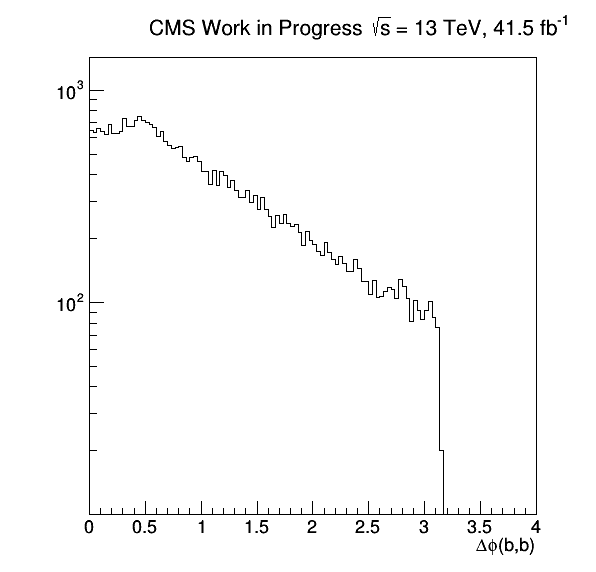 CMS Work in Progress √s = 13 TeV, 41.5 fb⁻¹
10³
10²
0 0.5 1 1.5 2 2.5 3 3.5 4
Δϕ(b,b)